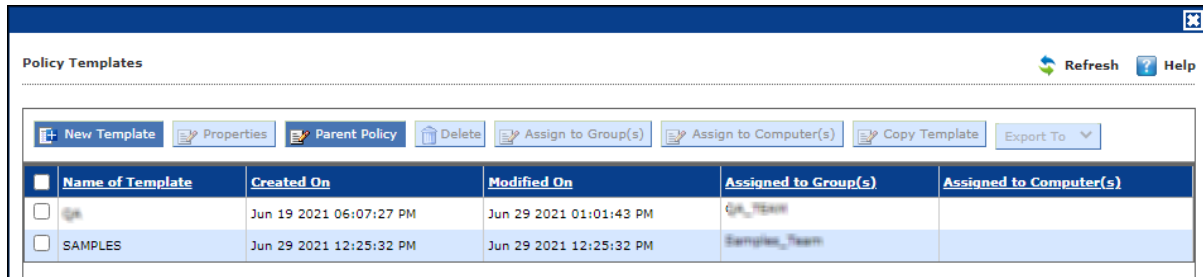 Policy Templates
Refresh Help
New Template Properties Parent Policy Delete Assign to Group(s) Assign to Computer(s) Copy Template Export To
Name of Template Created On Modified On Assigned to Group(s) Assigned to Computer(s)
Jun 19 2021 06:07:27 PM Jun 29 2021 01:01:43 PM
SAMPLES Jun 29 2021 12:25:32 PM Jun 29 2021 12:25:32 PM